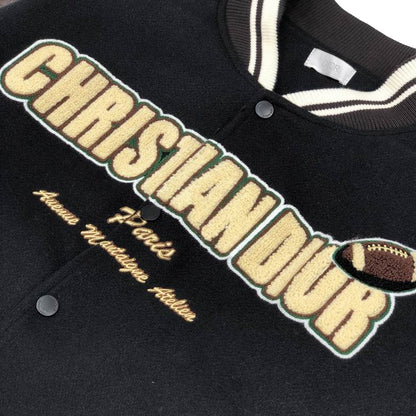 CHRISTIAN DIOR
Paris
Avenue Montaigne Atelier